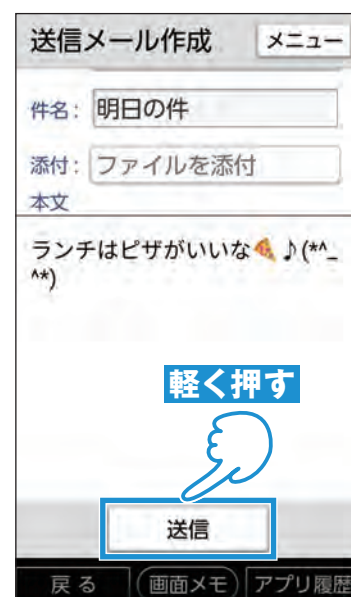 送信メール作成 メニュー
件名: 明日の件
添付: ファイルを添付
本文
ランチはピザがいいな🍕♪(*^_
^*)
軽く押す
送信
戻る 画面メモ アプリ履歴